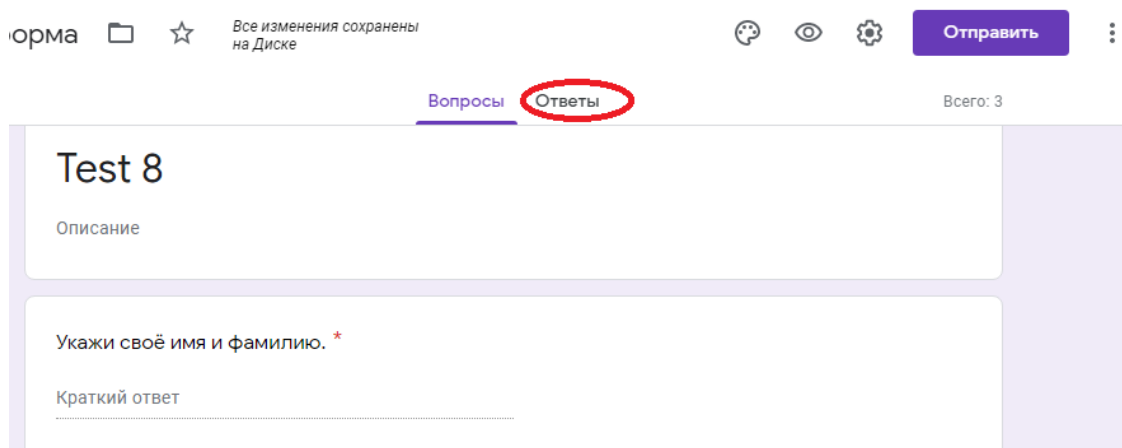 орма
Все изменения сохранены
на Диске
Отправить
Вопросы Ответы
Всего: 3
Test 8
Описание
Укажи своё имя и фамилию. *
Краткий ответ